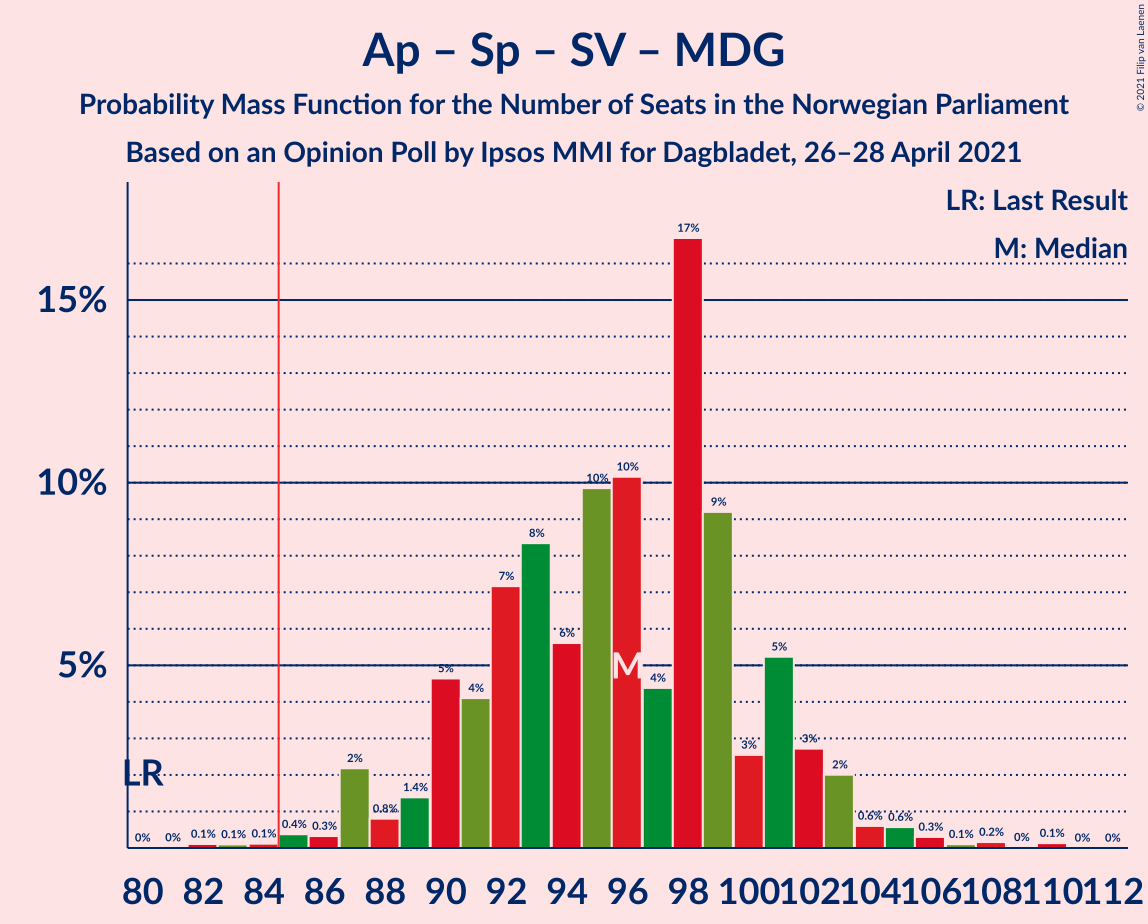 Ap – Sp – SV – MDG
Probability Mass Function for the Number of Seats in the Norwegian Parliament
Based on an Opinion Poll by Ipsos MMI for Dagbladet, 26–28 April 2021
© 2021 Filip van Laenen
LR: Last Result
M: Median
15%
10%
5%
LR
M
0% 0% 0.1% 0.1% 0.1% 0.4% 0.3% 2% 0.8% 1.4% 5% 4% 7% 8% 6% 10% 10% 4% 17% 9% 3% 5% 3% 2% 0.6% 0.6% 0.3% 0.1% 0.2% 0% 0.1% 0% 0%
80 82 84 86 88 90 92 94 96 98 100 102 104 106 108 110 112